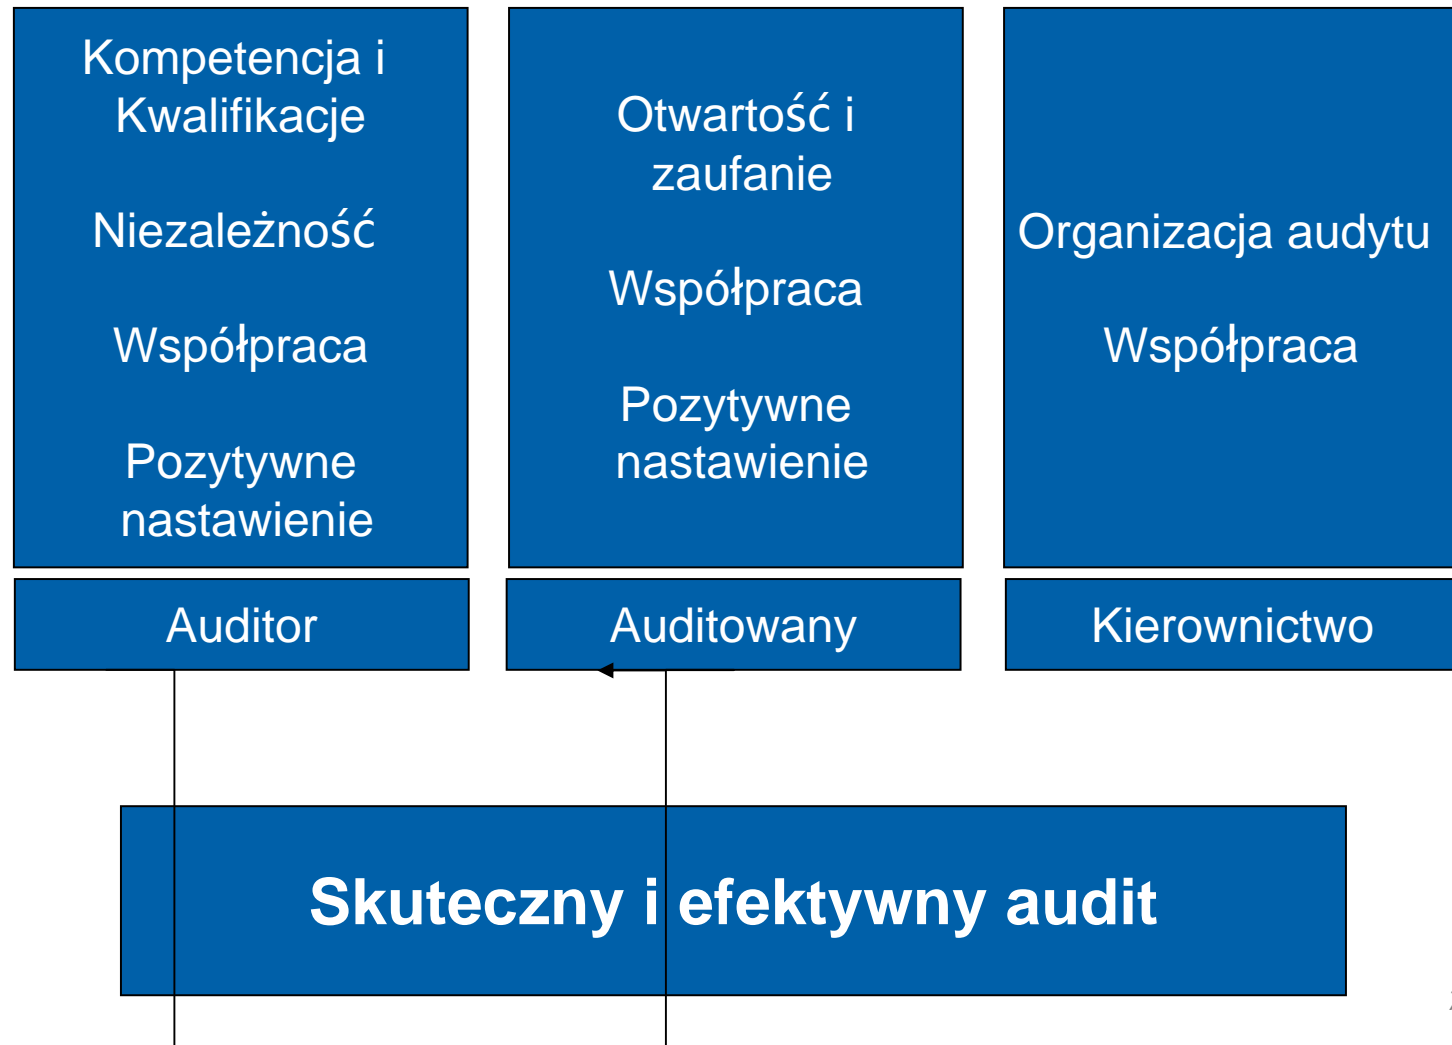 Kompetencja i
Kwalifikacje
Niezależność
Współpraca
Pozytywne
nastawienie
Auditor
Otwartość i
zaufanie
Współpraca
Pozytywne
nastawienie
Auditowany
Organizacja audytu
Współpraca
Kierownictwo
Skuteczny i efektywny audit